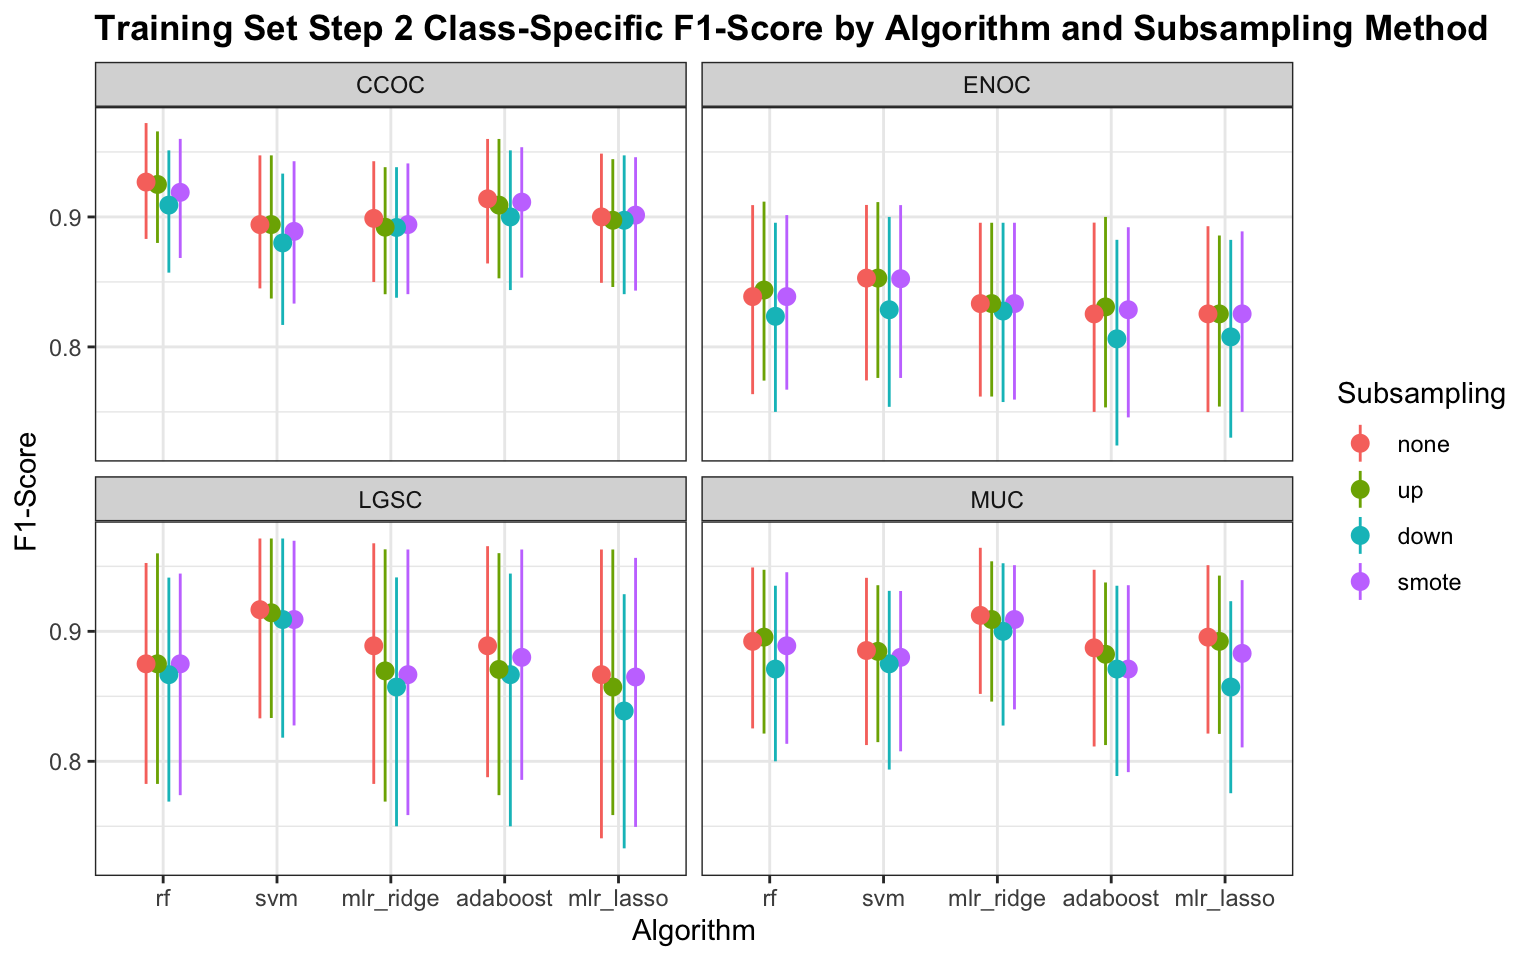 Training Set Step 2 Class-Specific F1-Score by Algorithm and Subsampling Method
CCOC
ENOC
0.9
0.8
LGSC
MUC
0.9
0.8
F1-Score
rf svm mlr_ridge adaboost mlr_lasso
rf svm mlr_ridge adaboost mlr_lasso
Algorithm
Subsampling
none
up
down
smote